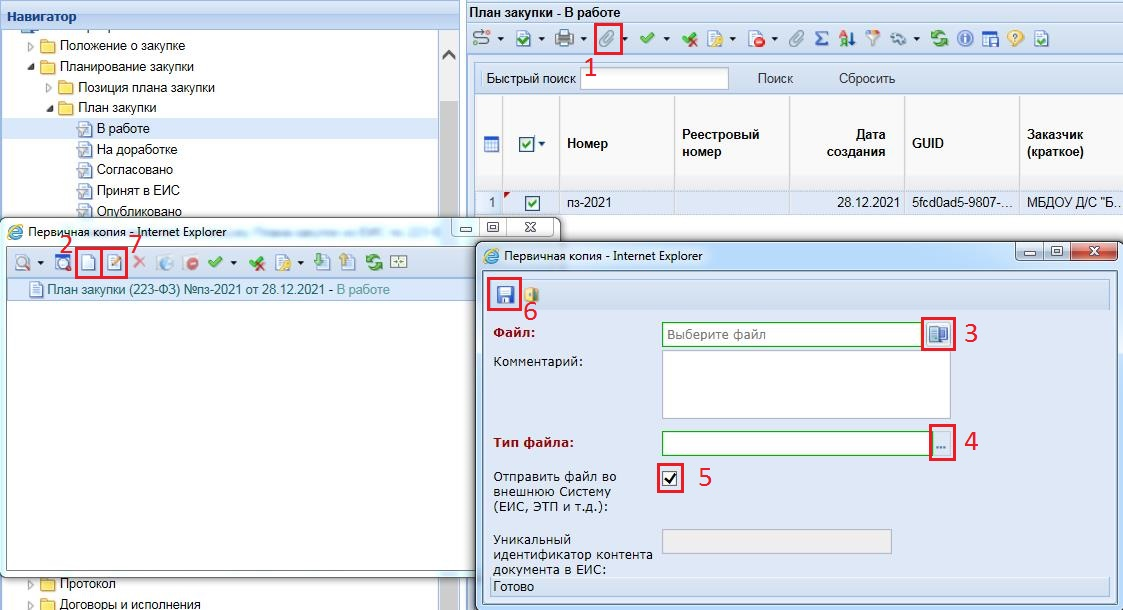 Навигатор
Положение о закупке
Планирование закупки
Позиция плана закупки
План закупки
В работе
На доработке
Согласовано
Принят в ЕИС
Опубликовано
План закупки - В работе
1
Быстрый поиск
Поиск
Сбросить
Номер
Реестровый номер
Дата создания
GUID
Заказчик (краткое)
1
пз-2021
28.12.2021
5fcd0ad5-9807-...
МБДОУ Д/С "Б...
Первичная копия - Internet Explorer
2
7
План закупки (223-ФЗ) №пз-2021 от 28.12.2021 - В работе
Первичная копия - Internet Explorer
6
Файл:
Выберите файл
3
Комментарий:
Тип файла:
...
4
Отправить файл во
внешнюю Систему
(ЕИС, ЭТП и т.д.):
5
Уникальный
идентификатор контента
документа в ЕИС:
Готово
Протокол
Договоры и исполнения